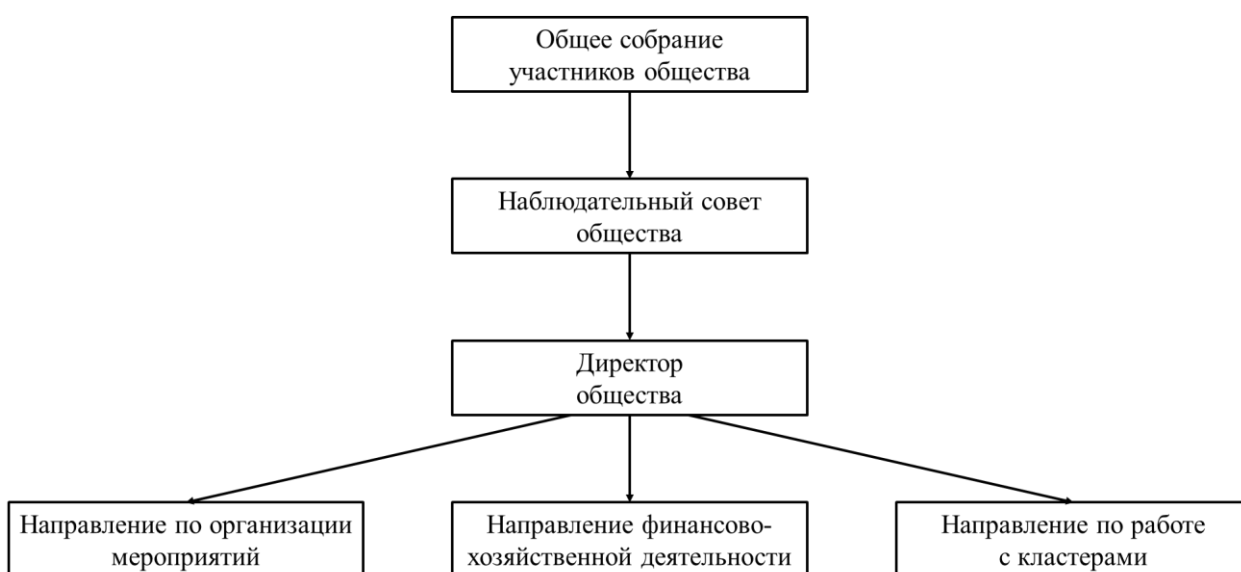 Общее собрание
участников общества
Наблюдательный совет
общества
Директор
общества
Направление по организации
мероприятий
Направление финансово-
хозяйственной деятельности
Направление по работе
с кластерами